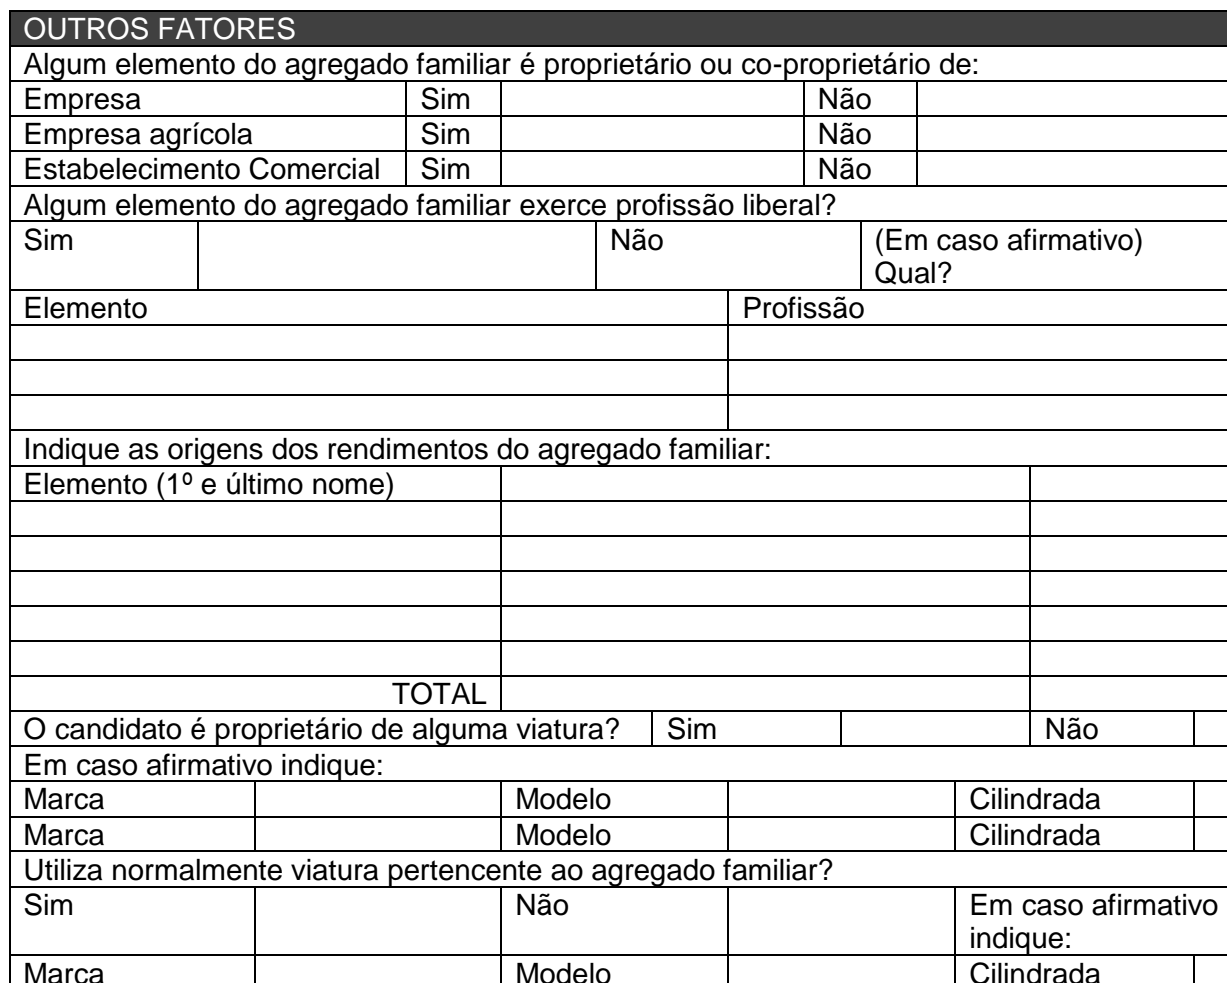 OUTROS FATORES
Algum elemento do agregado familiar é proprietário ou co-proprietário de:
Empresa Sim Não
Empresa agrícola Sim Não
Estabelecimento Comercial Sim Não
Algum elemento do agregado familiar exerce profissão liberal?
Sim Não (Em caso afirmativo)
Qual?
Elemento Profissão
Indique as origens dos rendimentos do agregado familiar:
Elemento (1º e último nome)
TOTAL
O candidato é proprietário de alguma viatura? Sim Não
Em caso afirmativo indique:
Marca Modelo Cilindrada
Marca Modelo Cilindrada
Utiliza normalmente viatura pertencente ao agregado familiar?
Sim Não Em caso afirmativo
indique:
Marca Modelo Cilindrada